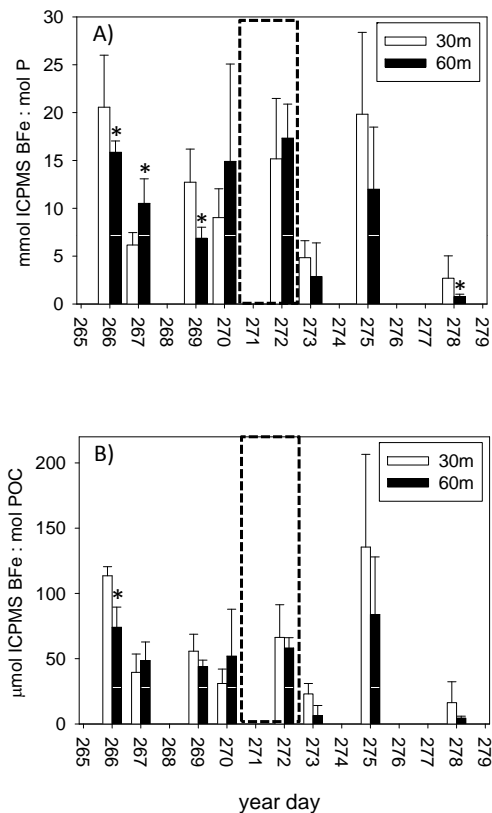 A)
30m
60m
mmol ICPMS BFe : mol P
30
25
20
15
10
5
0
* * * *
265 266 267 268 269 270 271 272 273 274 275 276 277 278 279
B)
30m
60m
µmol ICPMS BFe : mol POC
200
150
100
50
0
*
265 266 267 268 269 270 271 272 273 274 275 276 277 278 279
year day